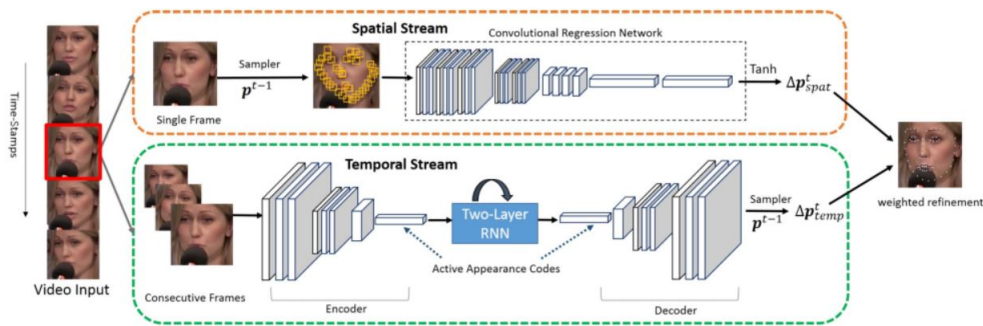 Time-Stamps
Video Input
Spatial Stream
Convolutional Regression Network
Single Frame
Sampler
p^{t-1}
Tanh
Δp^t_{spat}
Temporal Stream
Consecutive Frames
Encoder
Two-Layer
RNN
Active Appearance Codes
Decoder
Sampler
p^{t-1}
Δp^t_{temp}
weighted refinement